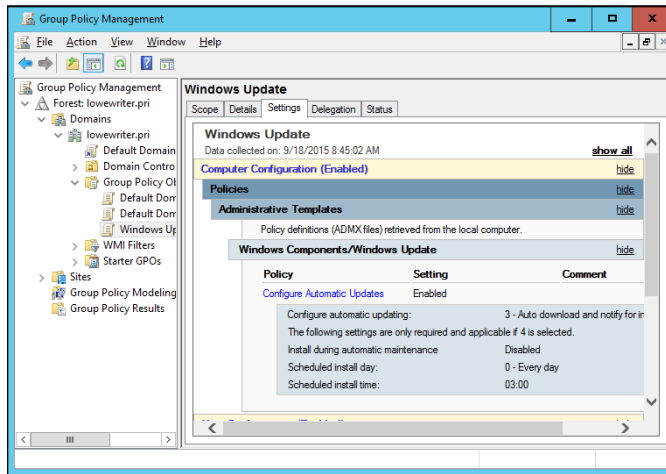 Group Policy Management
File Action View Window Help
Group Policy Management
Forest: lowewriter.pri
Domains
lowewriter.pri
Default Domain
Domain Contro
Group Policy Ob
Default Dom
Default Dom
Windows Up
WMI Filters
Starter GPOs
Sites
Group Policy Modeling
Group Policy Results
Windows Update
Scope Details Settings Delegation Status
Windows Update
Data collected on: 9/18/2015 8:45:02 AM show all
Computer Configuration (Enabled) hide
Policies hide
Administrative Templates hide
Policy definitions (ADMX files) retrieved from the local computer.
Windows Components/Windows Update hide
Policy Setting Comment
Configure Automatic Updates Enabled
Configure automatic updating: 3 - Auto download and notify for in
The following settings are only required and applicable if 4 is selected.
Install during automatic maintenance Disabled
Scheduled install day: 0 - Every day
Scheduled install time: 03:00